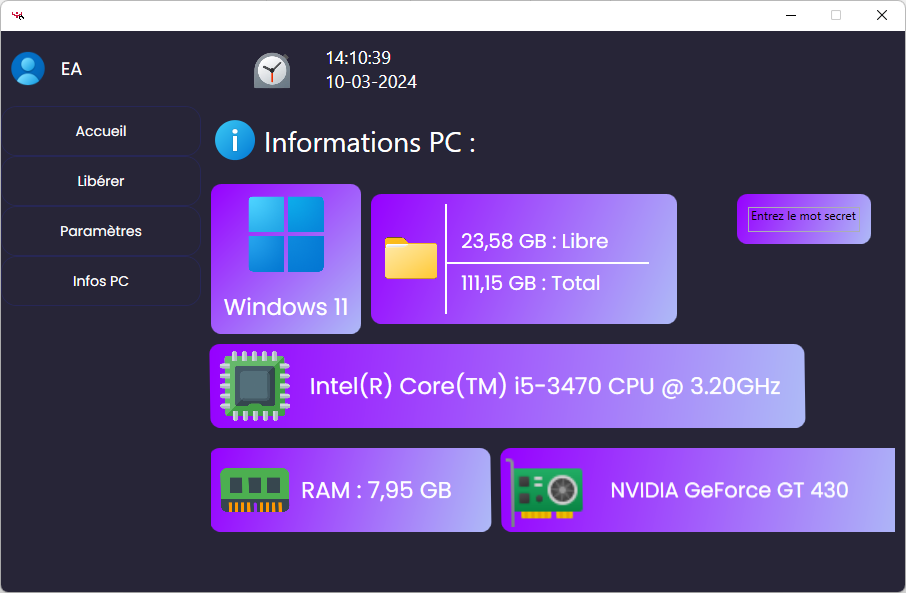 EA
14:10:39
10-03-2024
Accueil
Libérer
Paramètres
Infos PC
i Informations PC :
Windows 11
23,58 GB : Libre
111,15 GB : Total
Entrez le mot secret
Intel(R) Core(TM) i5-3470 CPU @ 3.20GHz
RAM : 7,95 GB
NVIDIA GeForce GT 430